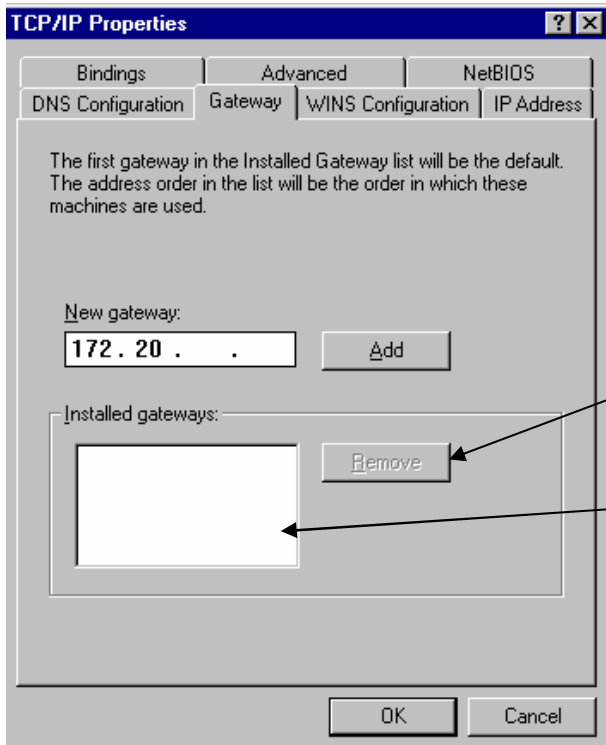 TCP/IP Properties
? ×
Bindings Advanced NetBIOS
DNS Configuration Gateway WINS Configuration IP Address
The first gateway in the Installed Gateway list will be the default.
The address order in the list will be the order in which these
machines are used.
New gateway:
172 . 20 . .
Add
Installed gateways:
Remove
OK Cancel